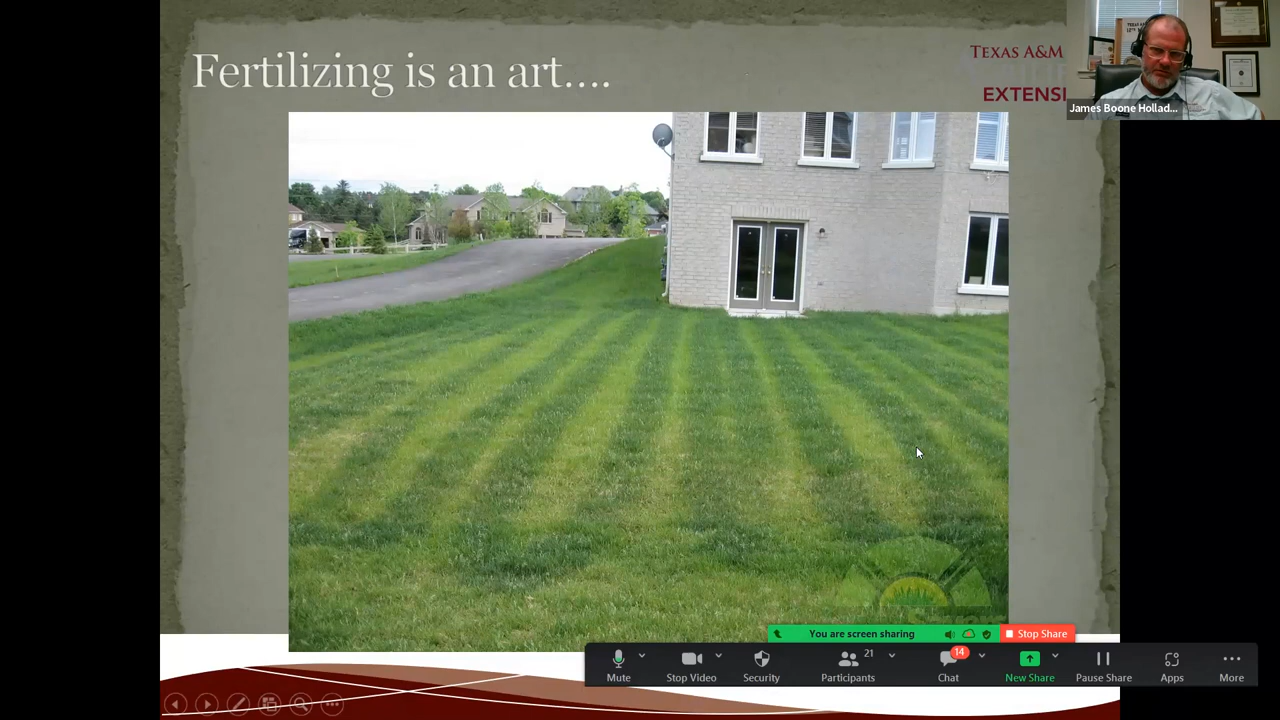 Fertilizing is an art....
TEXAS A&M
EXTENSI
James Boone Hollad...
You are screen sharing
Stop Share
21
14
Mute
Stop Video
Security
Participants
Chat
New Share
Pause Share
Apps
More